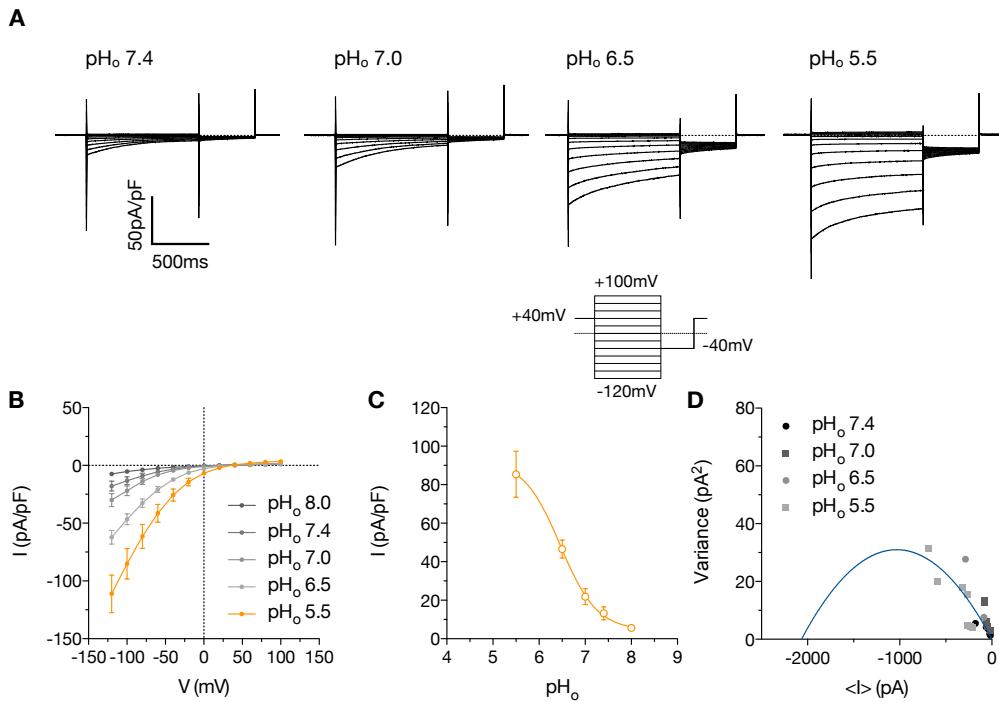 A
pHₒ 7.4
pHₒ 7.0
pHₒ 6.5
pHₒ 5.5
50pA/pF
500ms
+100mV
+40mV
-40mV
-120mV
B
50
0
-50
-100
-150
I (pA/pF)
-150 -100 -50 0 50 100 150
V (mV)
pHₒ 8.0
pHₒ 7.4
pHₒ 7.0
pHₒ 6.5
pHₒ 5.5
C
120
100
80
60
40
20
0
I (pA/pF)
4 5 6 7 8 9
pHₒ
D
80
60
40
20
0
Variance (pA²)
-2000 -1000 0
<I> (pA)
pHₒ 7.4
pHₒ 7.0
pHₒ 6.5
pHₒ 5.5